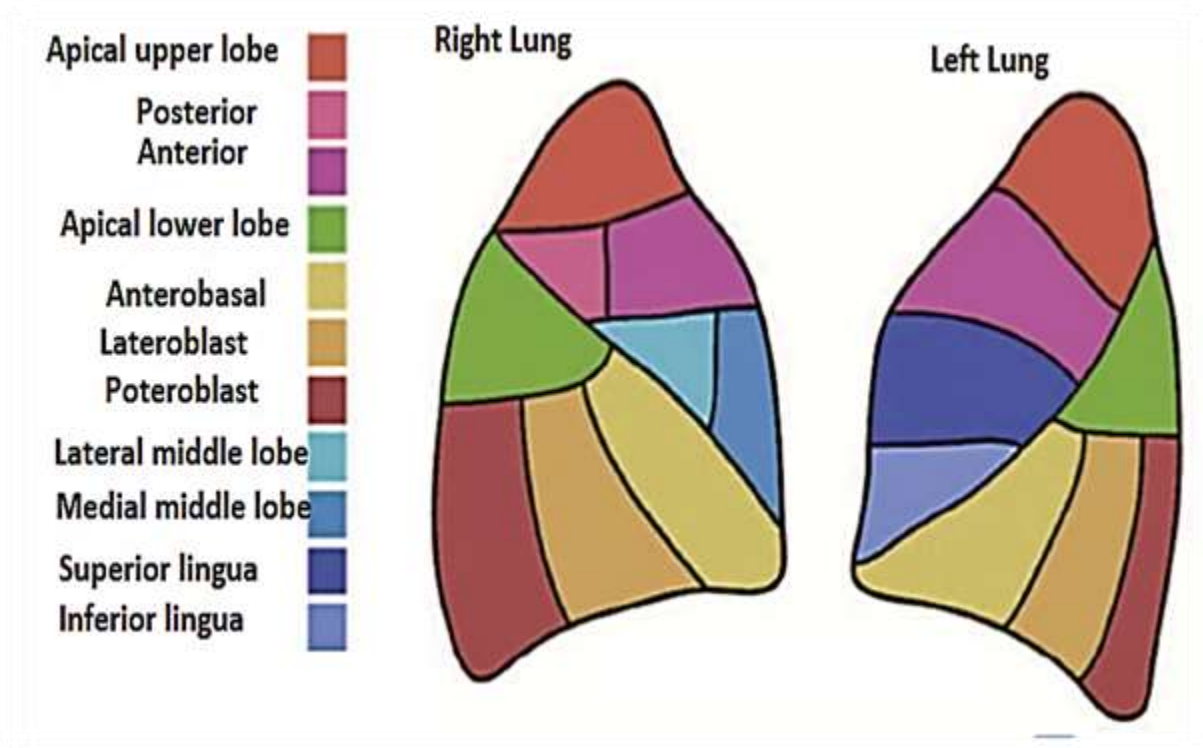 Right Lung
Left Lung
Apical upper lobe
Posterior
Anterior
Apical lower lobe
Anterobasal
Lateroblast
Poteroblast
Lateral middle lobe
Medial middle lobe
Superior lingua
Inferior lingua